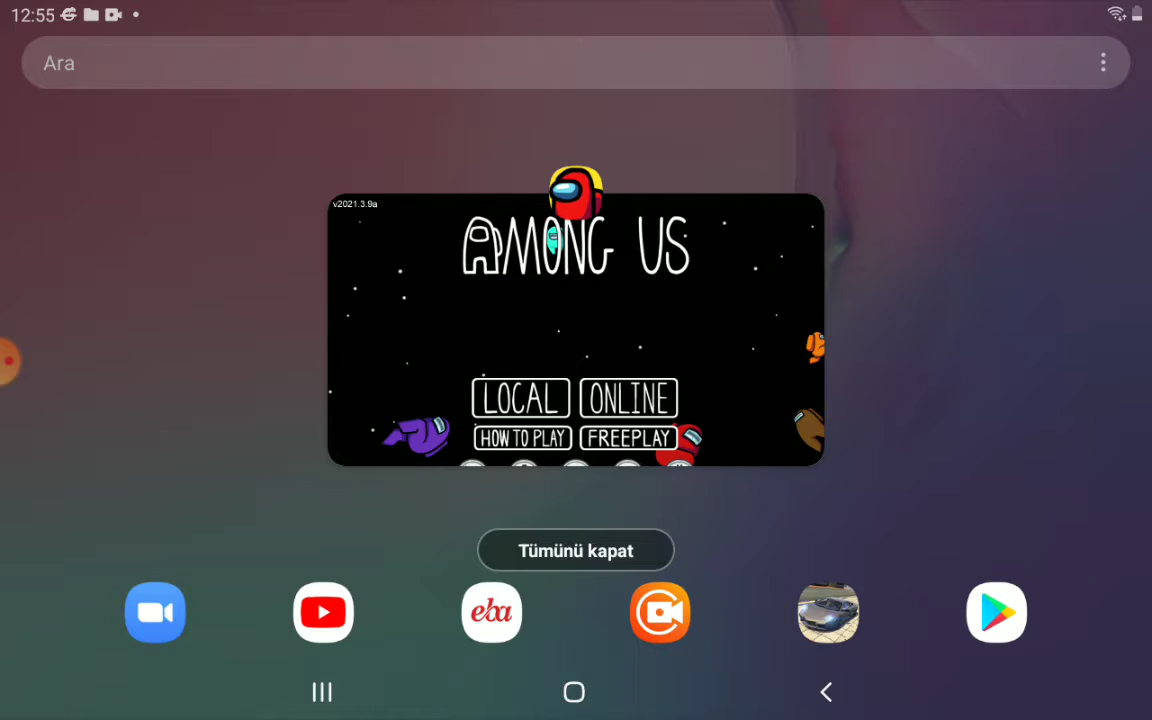 12:55
Ara
v2021.3.9a
AMONG US
LOCAL ONLINE
HOW TO PLAY FREEPLAY
Tümünü kapat
eba